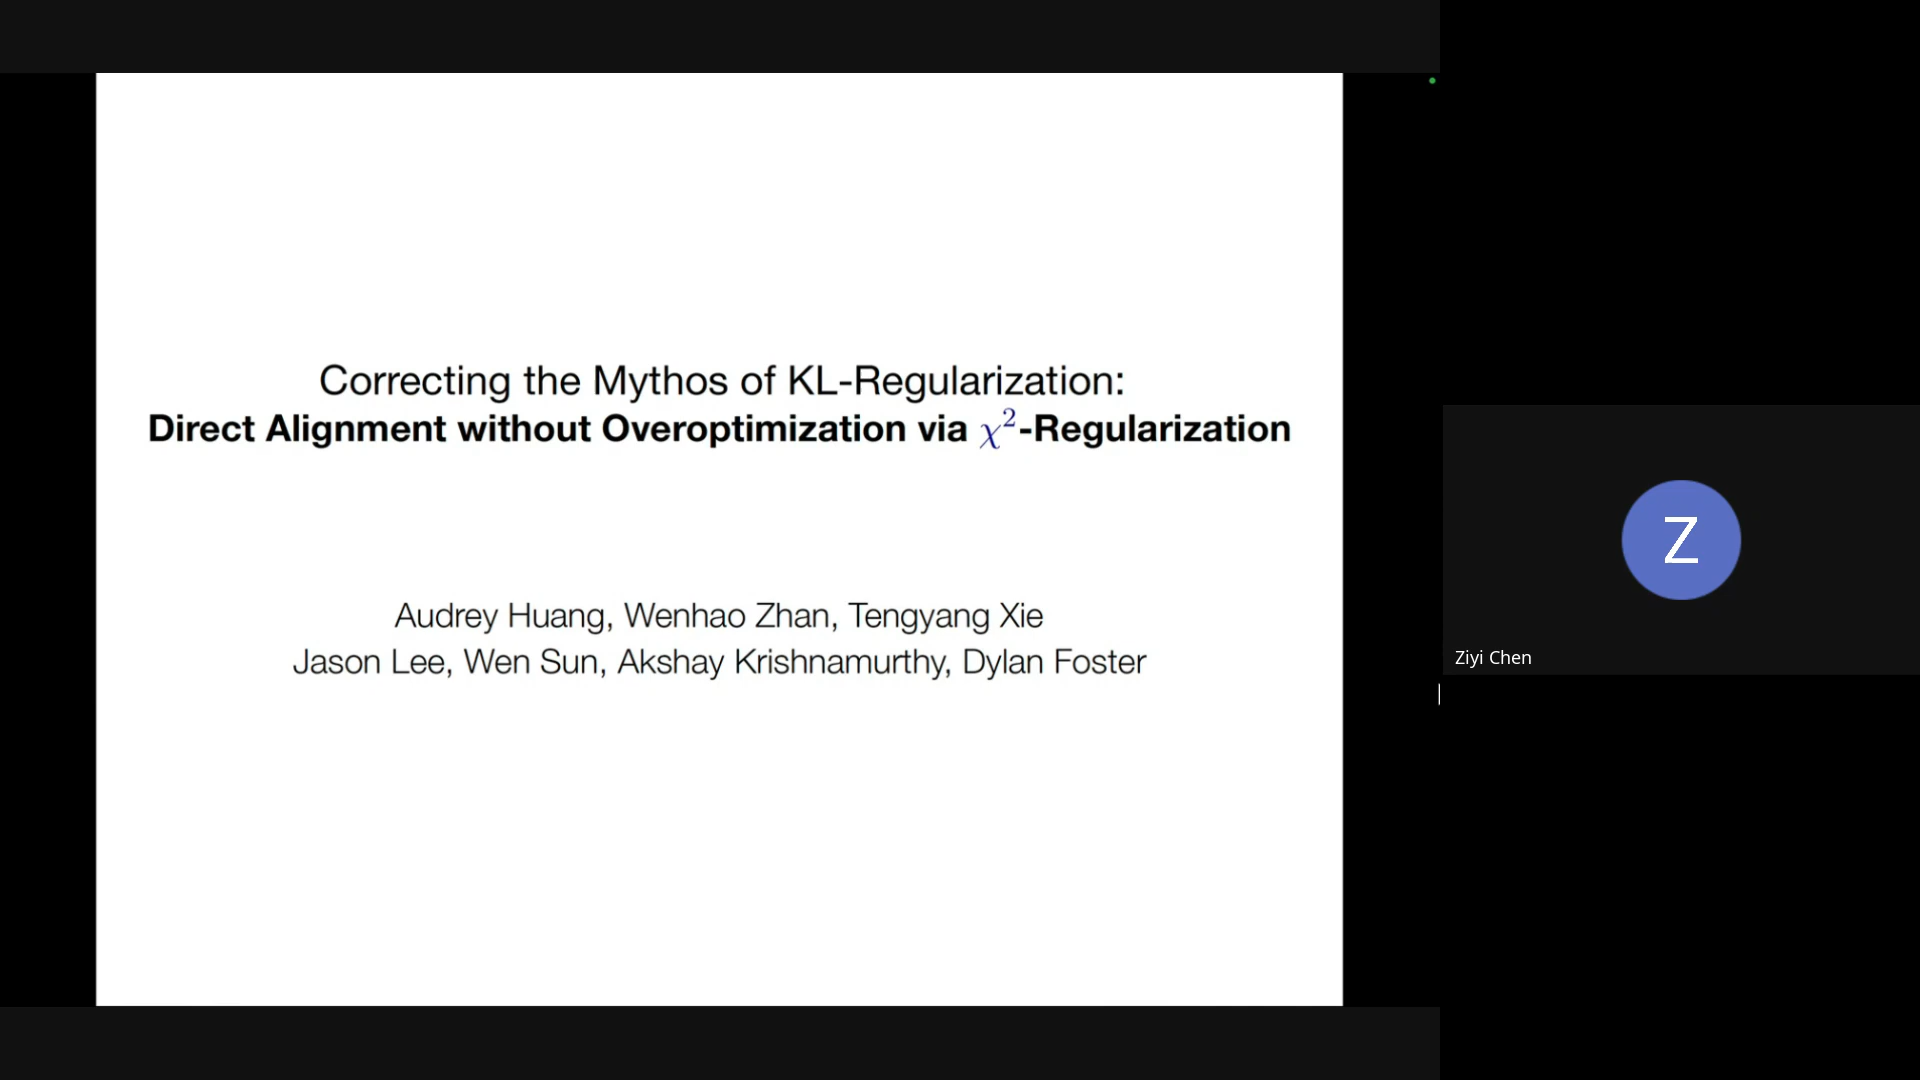 Correcting the Mythos of KL-Regularization:
Direct Alignment without Overoptimization via χ²-Regularization
Audrey Huang, Wenhao Zhan, Tengyang Xie
Jason Lee, Wen Sun, Akshay Krishnamurthy, Dylan Foster
Z
Ziyi Chen